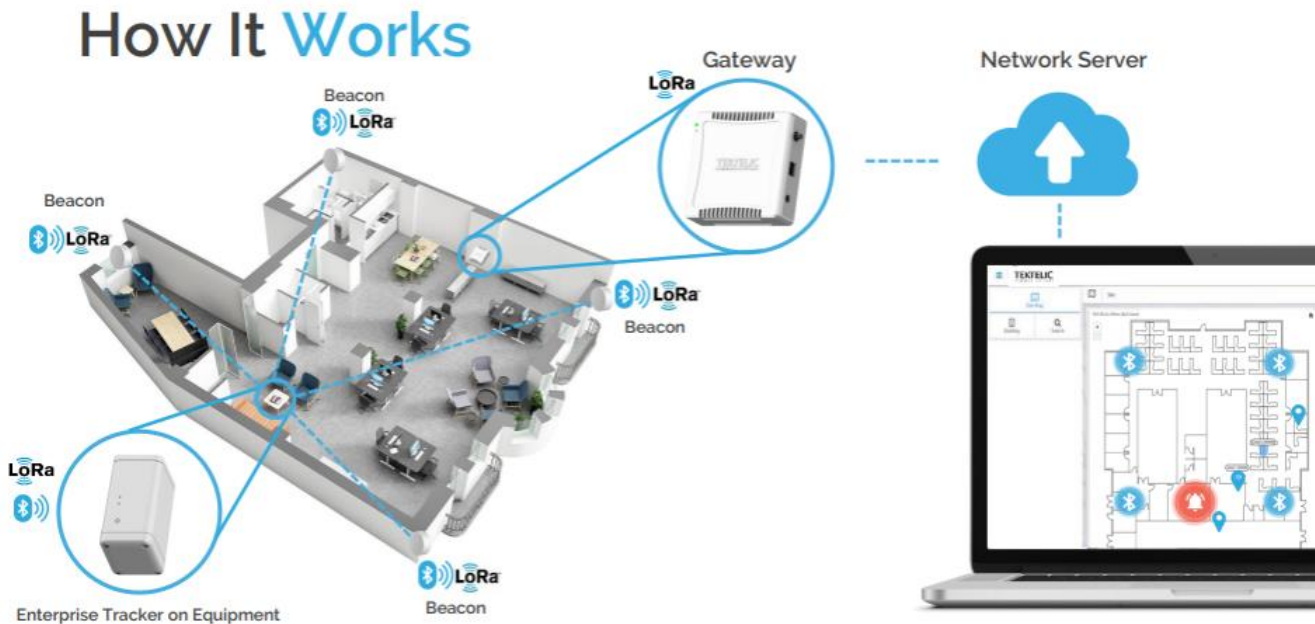 How It Works
Gateway
Network Server
LoRa
Beacon
LoRa
TEKTELIC
Beacon
LoRa
TEKTELIC
LoRa
Beacon
LoRa
LoRa
Beacon
Enterprise Tracker on Equipment